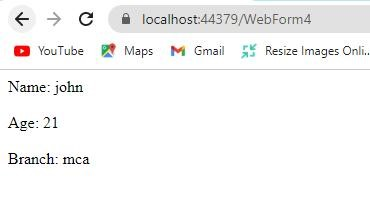 localhost:44379/WebForm4
YouTube Maps Gmail Resize Images Onli..
Name: john
Age: 21
Branch: mca